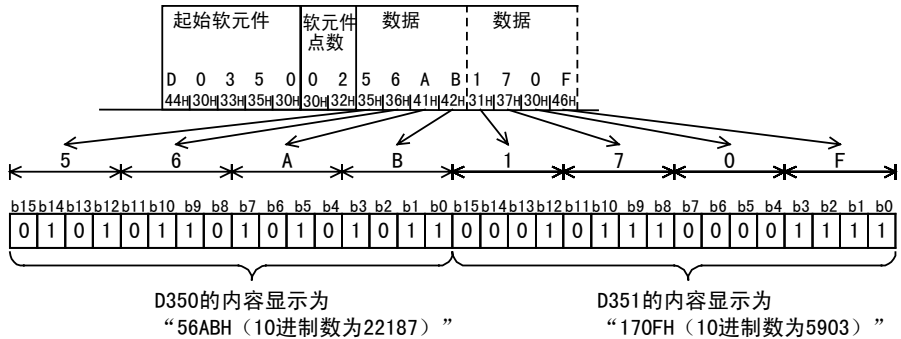 起始软元件 软元件点数 数据 数据
D 0 3 5 0 0 2 5 6 A B 1 7 0 F
44H 30H 33H 35H 30H 30H 32H 35H 36H 41H 42H 31H 37H 30H 46H
5 6 A B 1 7 0 F
b15 b14 b13 b12 b11 b10 b9 b8 b7 b6 b5 b4 b3 b2 b1 b0 b15 b14 b13 b12 b11 b10 b9 b8 b7 b6 b5 b4 b3 b2 b1 b0
0 1 0 1 0 1 1 0 1 0 1 0 1 0 1 1 0 0 0 1 0 1 1 1 0 0 0 0 1 1 1 1
D350的内容显示为
“56ABH（10进制数为22187）”
D351的内容显示为
“170FH（10进制数为5903）”